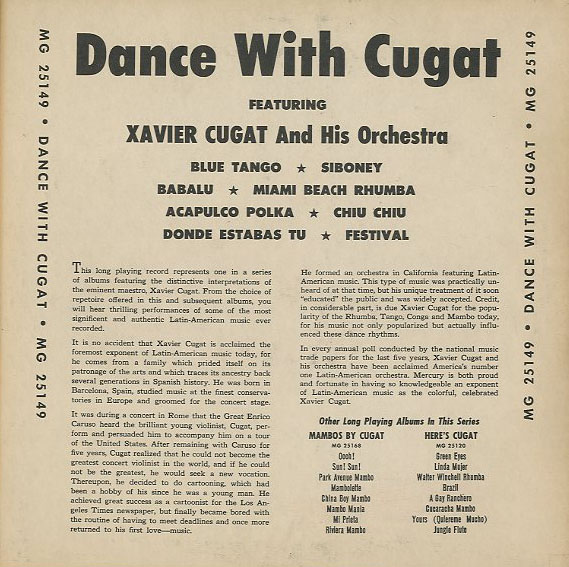 Dance With Cugat
FEATURING
XAVIER CUGAT And His Orchestra
BLUE TANGO ★ SIBONEY
BABALU ★ MIAMI BEACH RHUMBA
ACAPULCO POLKA ★ CHIU CHIU
DONDE ESTABAS TU ★ FESTIVAL
MG 25149 • DANCE WITH CUGAT • MG 25149
This long playing record represents one in a series
of albums featuring the distinctive interpretations of
the eminent maestro, Xavier Cugat. From the choice of
repetoire offered in this and subsequent albums, you
will hear thrilling performances of some of the most
significant and authentic Latin-American music ever
recorded.
It is no accident that Xavier Cugat is acclaimed the
foremost exponent of Latin-American music today, for
he comes from a family which prided itself on its
patronage of the arts and which traces its ancestry back
several generations in Spanish history. He was born in
Barcelona, Spain, studied music at the finest conserva-
tories in Europe and groomed for the concert stage.
It was during a concert in Rome that the Great Enrico
Caruso heard the brilliant young violinist, Cugat, per-
form and persuaded him to accompany him on a tour
of the United States. After remaining with Caruso for
five years, Cugat realized that he could not become the
greatest concert violinist in the world, and if he could
not be the greatest, he would seek a new vocation.
Thereupon, he decided to do cartooning, which had
been a hobby of his since he was a young man. He
achieved great success as a cartoonist for the Los An-
geles Times newspaper, but finally became bored with
the routine of having to meet deadlines and once more
returned to his first love—music.
He formed an orchestra in California featuring Latin-
American music. This type of music was practically un-
heard of at that time, but his unique treatment of it soon
"educated" the public and was widely accepted. Credit,
in considerable part, is due Xavier Cugat for the popu-
larity of the Rhumba, Tango, Conga and Mambo today,
for his music not only popularized but actually influ-
enced these dance rhythms.
In every annual poll conducted by the national music
trade papers for the last five years, Xavier Cugat and
his orchestra have been acclaimed America's number
one Latin-American orchestra. Mercury is both proud
and fortunate in having so knowledgeable an exponent
of Latin-American music as the colorful, celebrated
Xavier Cugat.
Other Long Playing Albums In This Series
MAMBOS BY CUGAT
MG 25168
Oooh!
Sun! Sun!
Park Avenue Mambo
Mamboletta
China Boy Mambo
Mambo Mania
Mi Prieta
Riviera Mambo
HERE'S CUGAT
MG 25120
Green Eyes
Linda Mujer
Walter Winchell Rhumba
Brazil
A Gay Ranchero
Cucaracha Mambo
Yours (Quiereme Mucho)
Jungle Flute
MG 25149 • DANCE WITH CUGAT • MG 25149